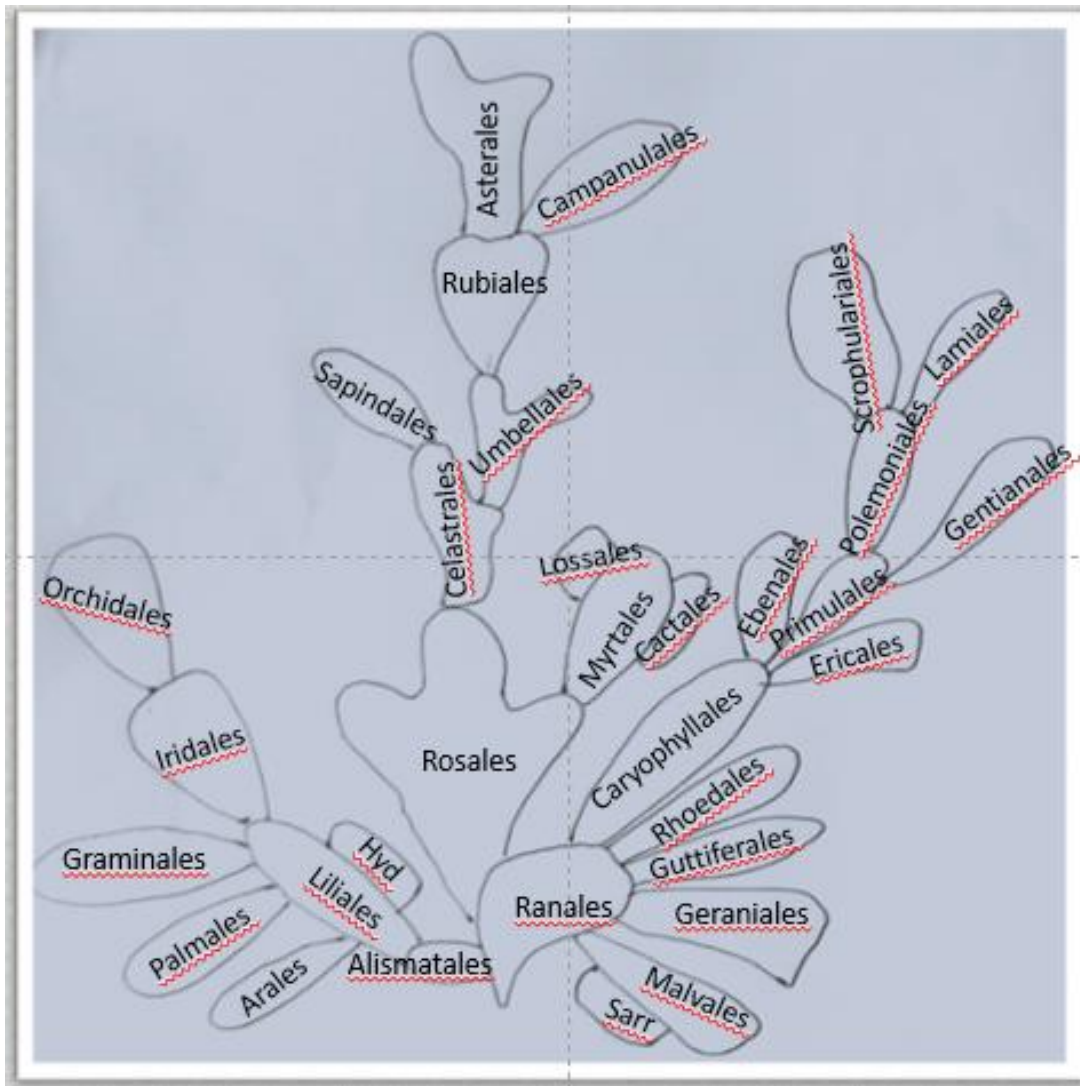 Asterales
Campanulales
Rubiales
Scrophulariales
Lamiales
Sapindales
Umbellales
Polemoniales
Celastrales
Gentianales
Lossales
Ebenales
Orchidales
Myrtales
Cactales
Primulales
Ericales
Iridales
Rosales
Caryophyllales
Rhoedales
Graminales
Hyd
Guttiferales
Liliales
Ranales
Geraniales
Palmales
Alismatales
Arales
Malvales
Sarr